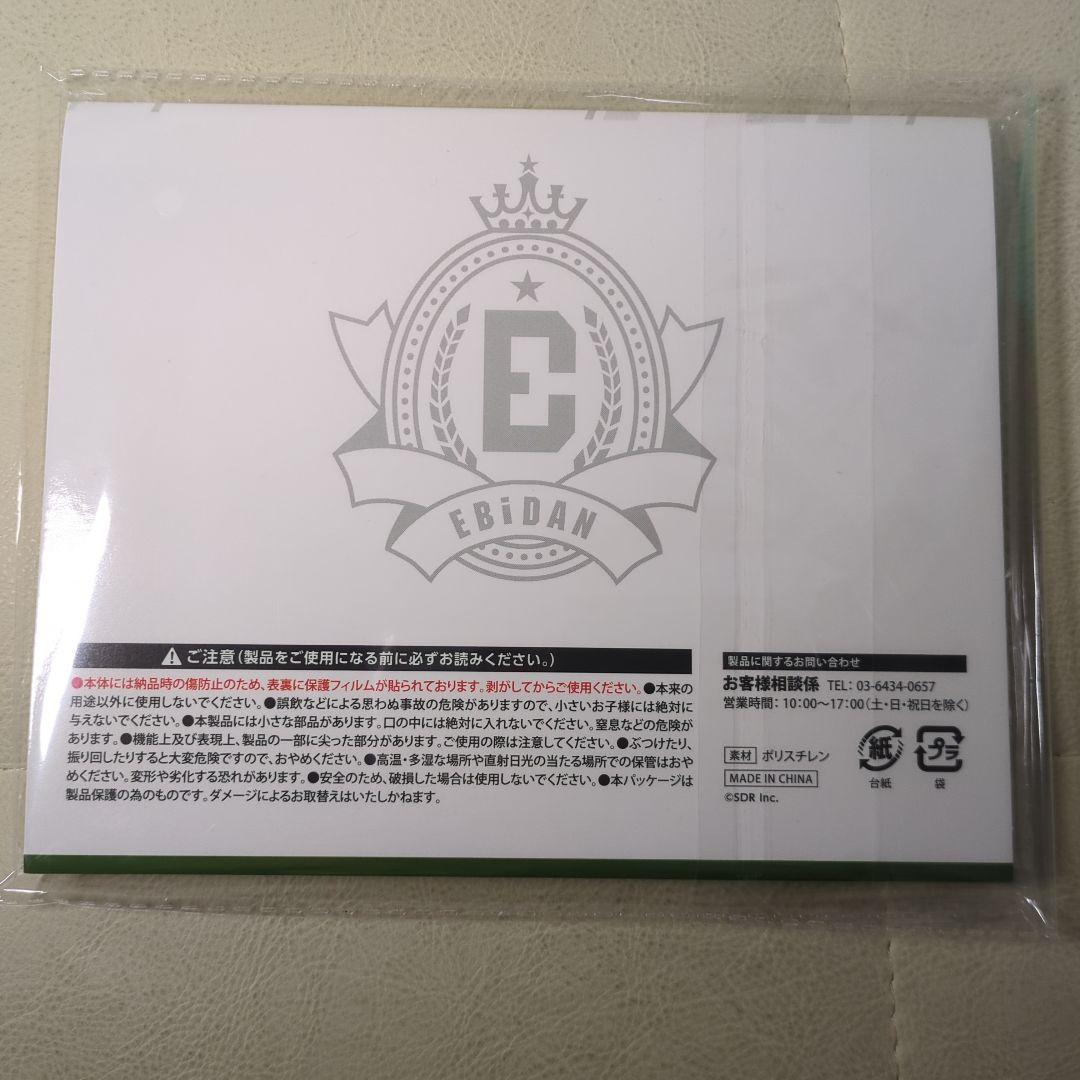 E
EBiDAN
ご注意（製品をご使用になる前に必ずお読みください。）
●本体には納品時の傷防止のため、表裏に保護フィルムが貼られております。剥がしてからご使用ください。●本来の
用途以外に使用しないでください。●誤飲などによる思わぬ事故の危険がありますので、小さいお子様には絶対に
与えないでください。●本製品には小さな部品があります。口の中には絶対に入れないでください。窒息などの危険が
あります。●機能上及び表現上、製品の一部に尖った部分があります。ご使用の際は注意してください。●ぶつけたり、
振り回したりすると大変危険ですので、おやめください。●高温・多湿な場所や直射日光の当たる場所での保管はおや
めください。変形や劣化する恐れがあります。●安全のため、破損した場合は使用しないでください。●本パッケージは
製品保護の為のものです。ダメージによるお取替えはいたしかねます。
製品に関するお問い合わせ
お客様相談係 TEL: 03-6434-0657
営業時間：10:00〜17:00（土・日・祝日を除く）
素材 ポリスチレン
MADE IN CHINA
©SDR Inc.
紙
台紙
プラ
袋